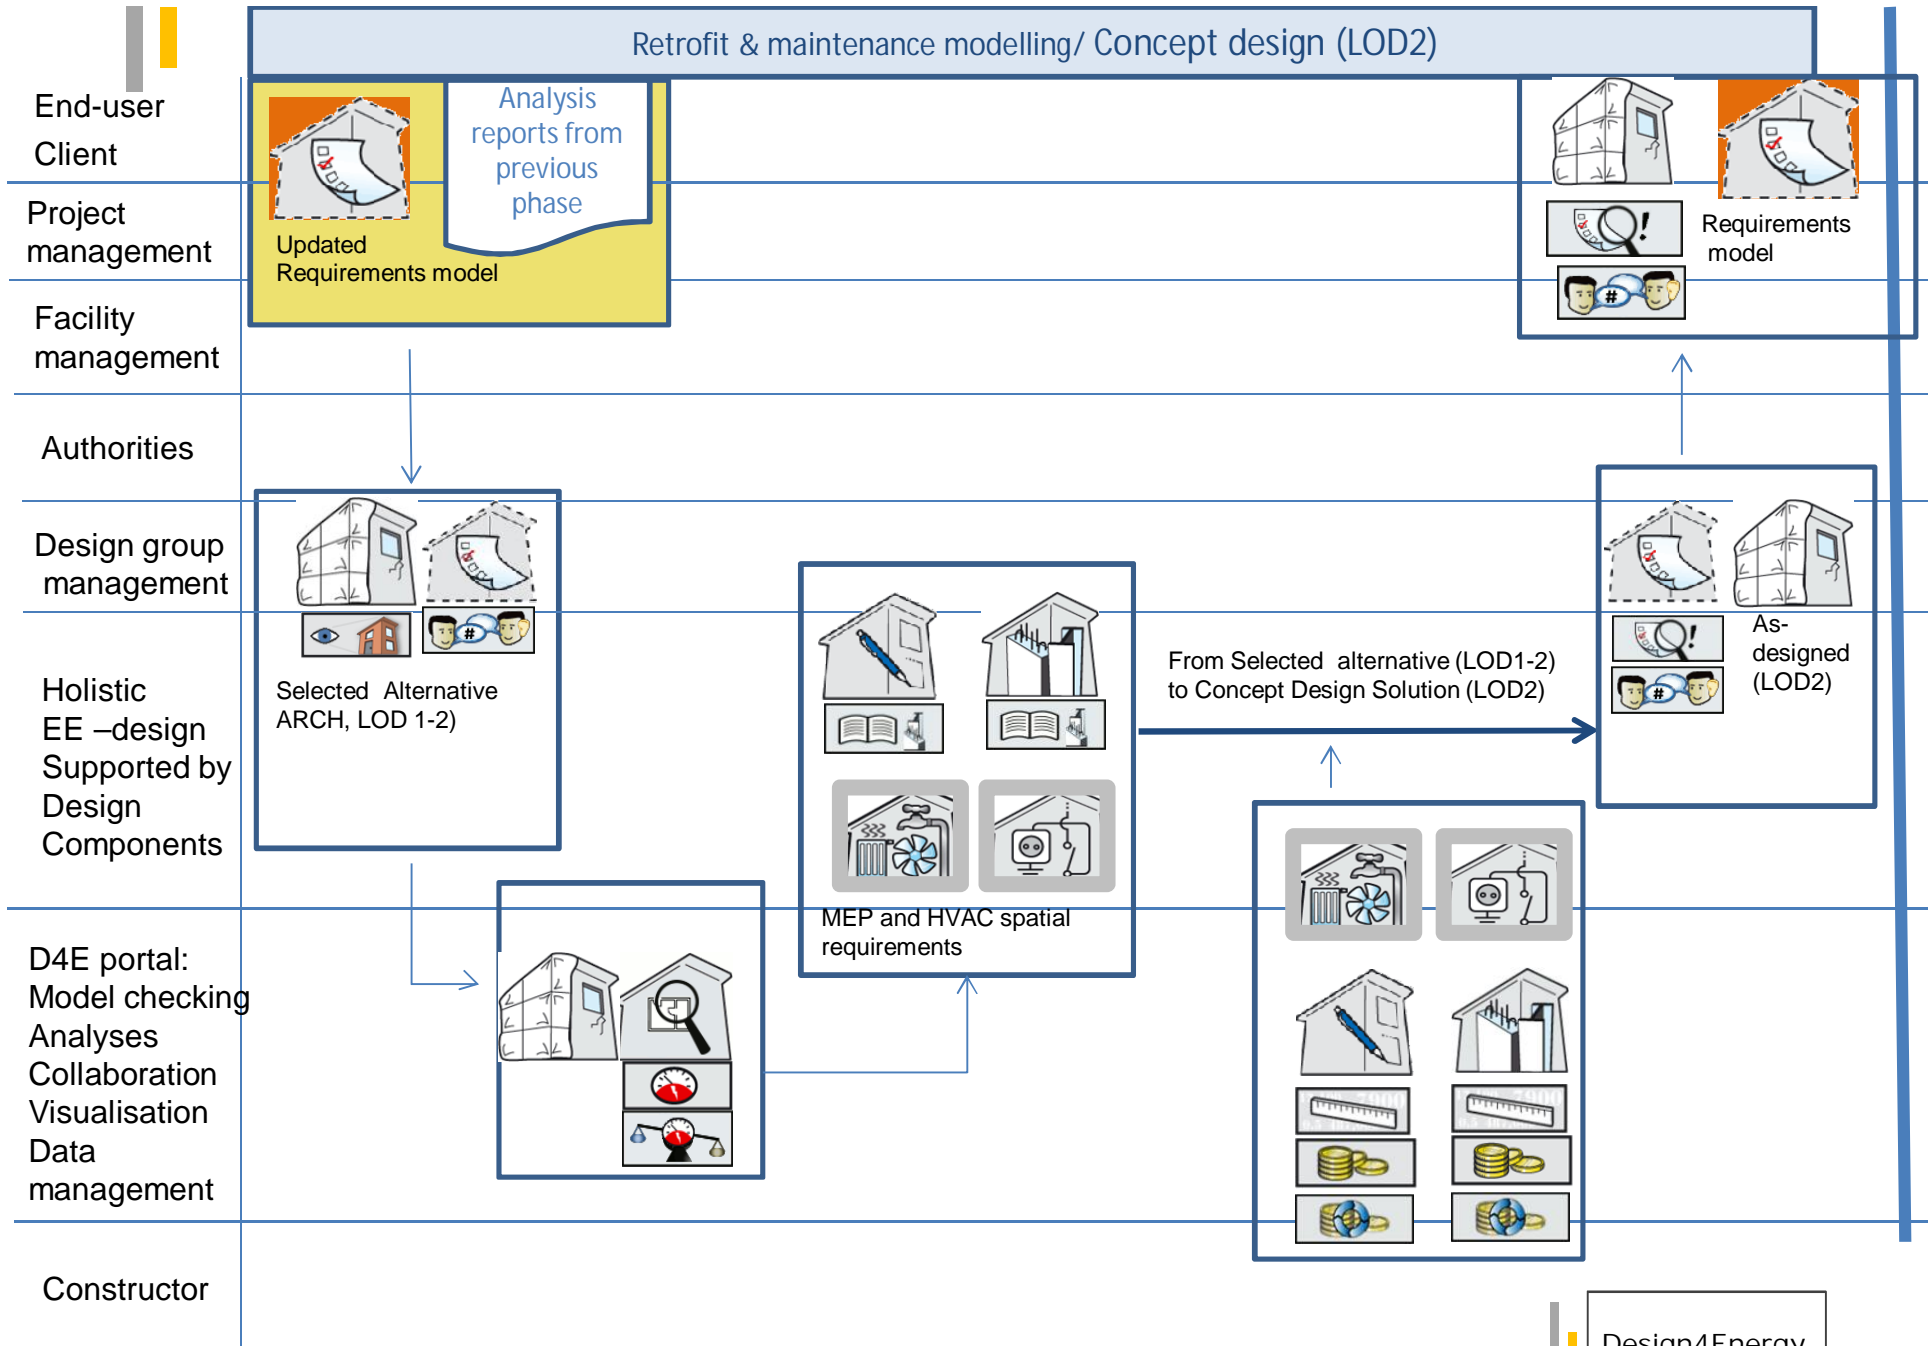 Retrofit & maintenance modelling/ Concept design (LOD2)
End-user
Client
Project
management
Facility
management
Authorities
Design group
management
Holistic
EE –design
Supported by
Design
Components
D4E portal:
Model checking
Analyses
Collaboration
Visualisation
Data
management
Constructor
Analysis
reports from
previous
phase
Updated
Requirements model
Requirements
model
#
Selected Alternative
ARCH, LOD 1-2)
#
MEP and HVAC spatial
requirements
From Selected alternative (LOD1-2)
to Concept Design Solution (LOD2)
As-
designed
(LOD2)
#
Design4Energy